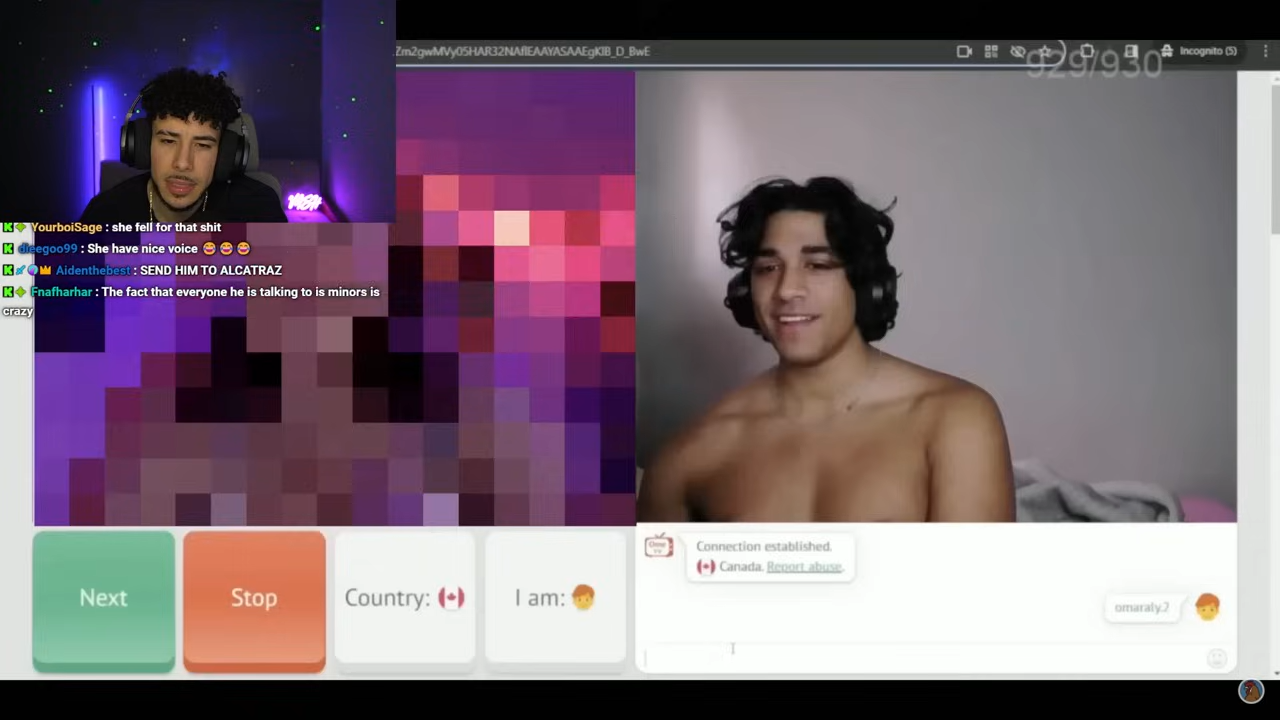 Zm2gwMVy05HAR32NAflEAAYASAAEgKIB_D_BwE
Incognito (5)
929/930
YourboiSage : she fell for that shit
dieegoo99 : She have nice voice 😂 😂 😂
Aidenthebest : SEND HIM TO ALCATRAZ
Fnafharhar : The fact that everyone he is talking to is minors is
crazy
Connection established.
Canada. Report abuse.
omaraly.2
Next
Stop
Country:
I am: